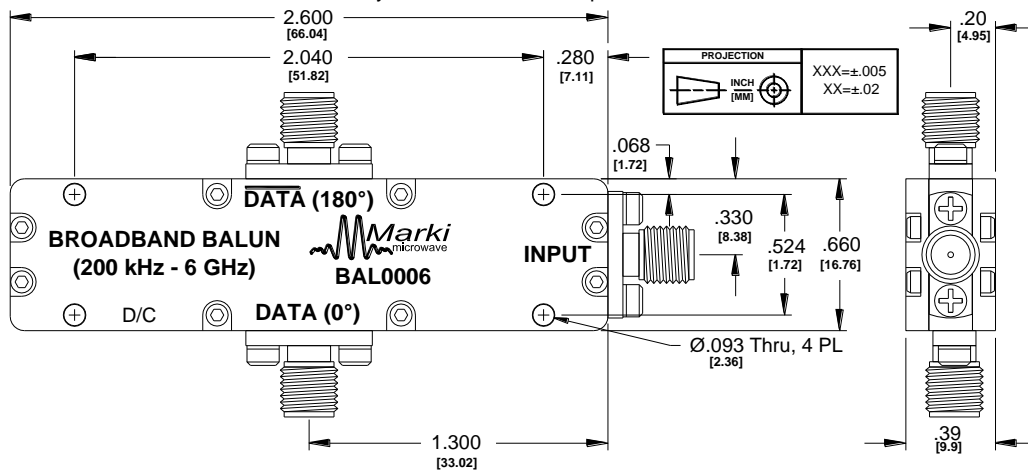 2.600
[66.04]
2.040
[51.82]
.280
[7.11]
.20
[4.95]
PROJECTION
INCH
[MM]
XXX=±.005
XX=±.02
.068
[1.72]
.330
[8.38]
.524
[1.72]
.660
[16.76]
DATA (180°)
BROADBAND BALUN
(200 kHz - 6 GHz)
Marki
microwave
BAL0006
INPUT
D/C
DATA (0°)
Ø.093 Thru, 4 PL
[2.36]
1.300
[33.02]
.39
[9.9]